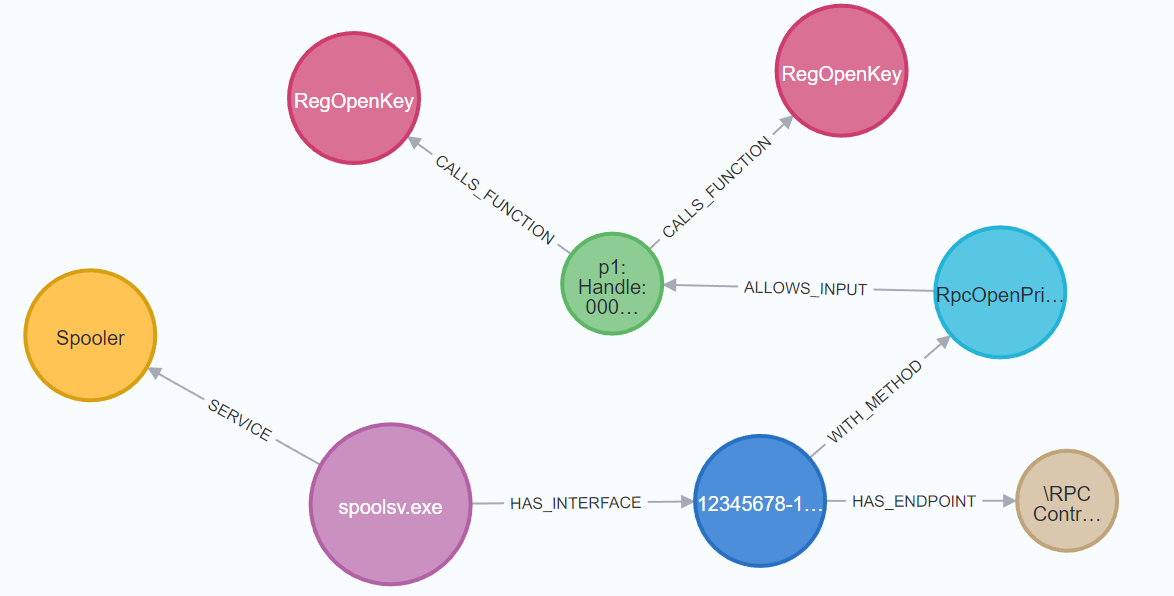 RegOpenKey
RegOpenKey
CALLS_FUNCTION
CALLS_FUNCTION
p1:
Handle:
000...
ALLOWS_INPUT
RpcOpenPri...
Spooler
SERVICE
WITH_METHOD
spoolsv.exe
HAS_INTERFACE
12345678-1...
HAS_ENDPOINT
\RPC
Contr...